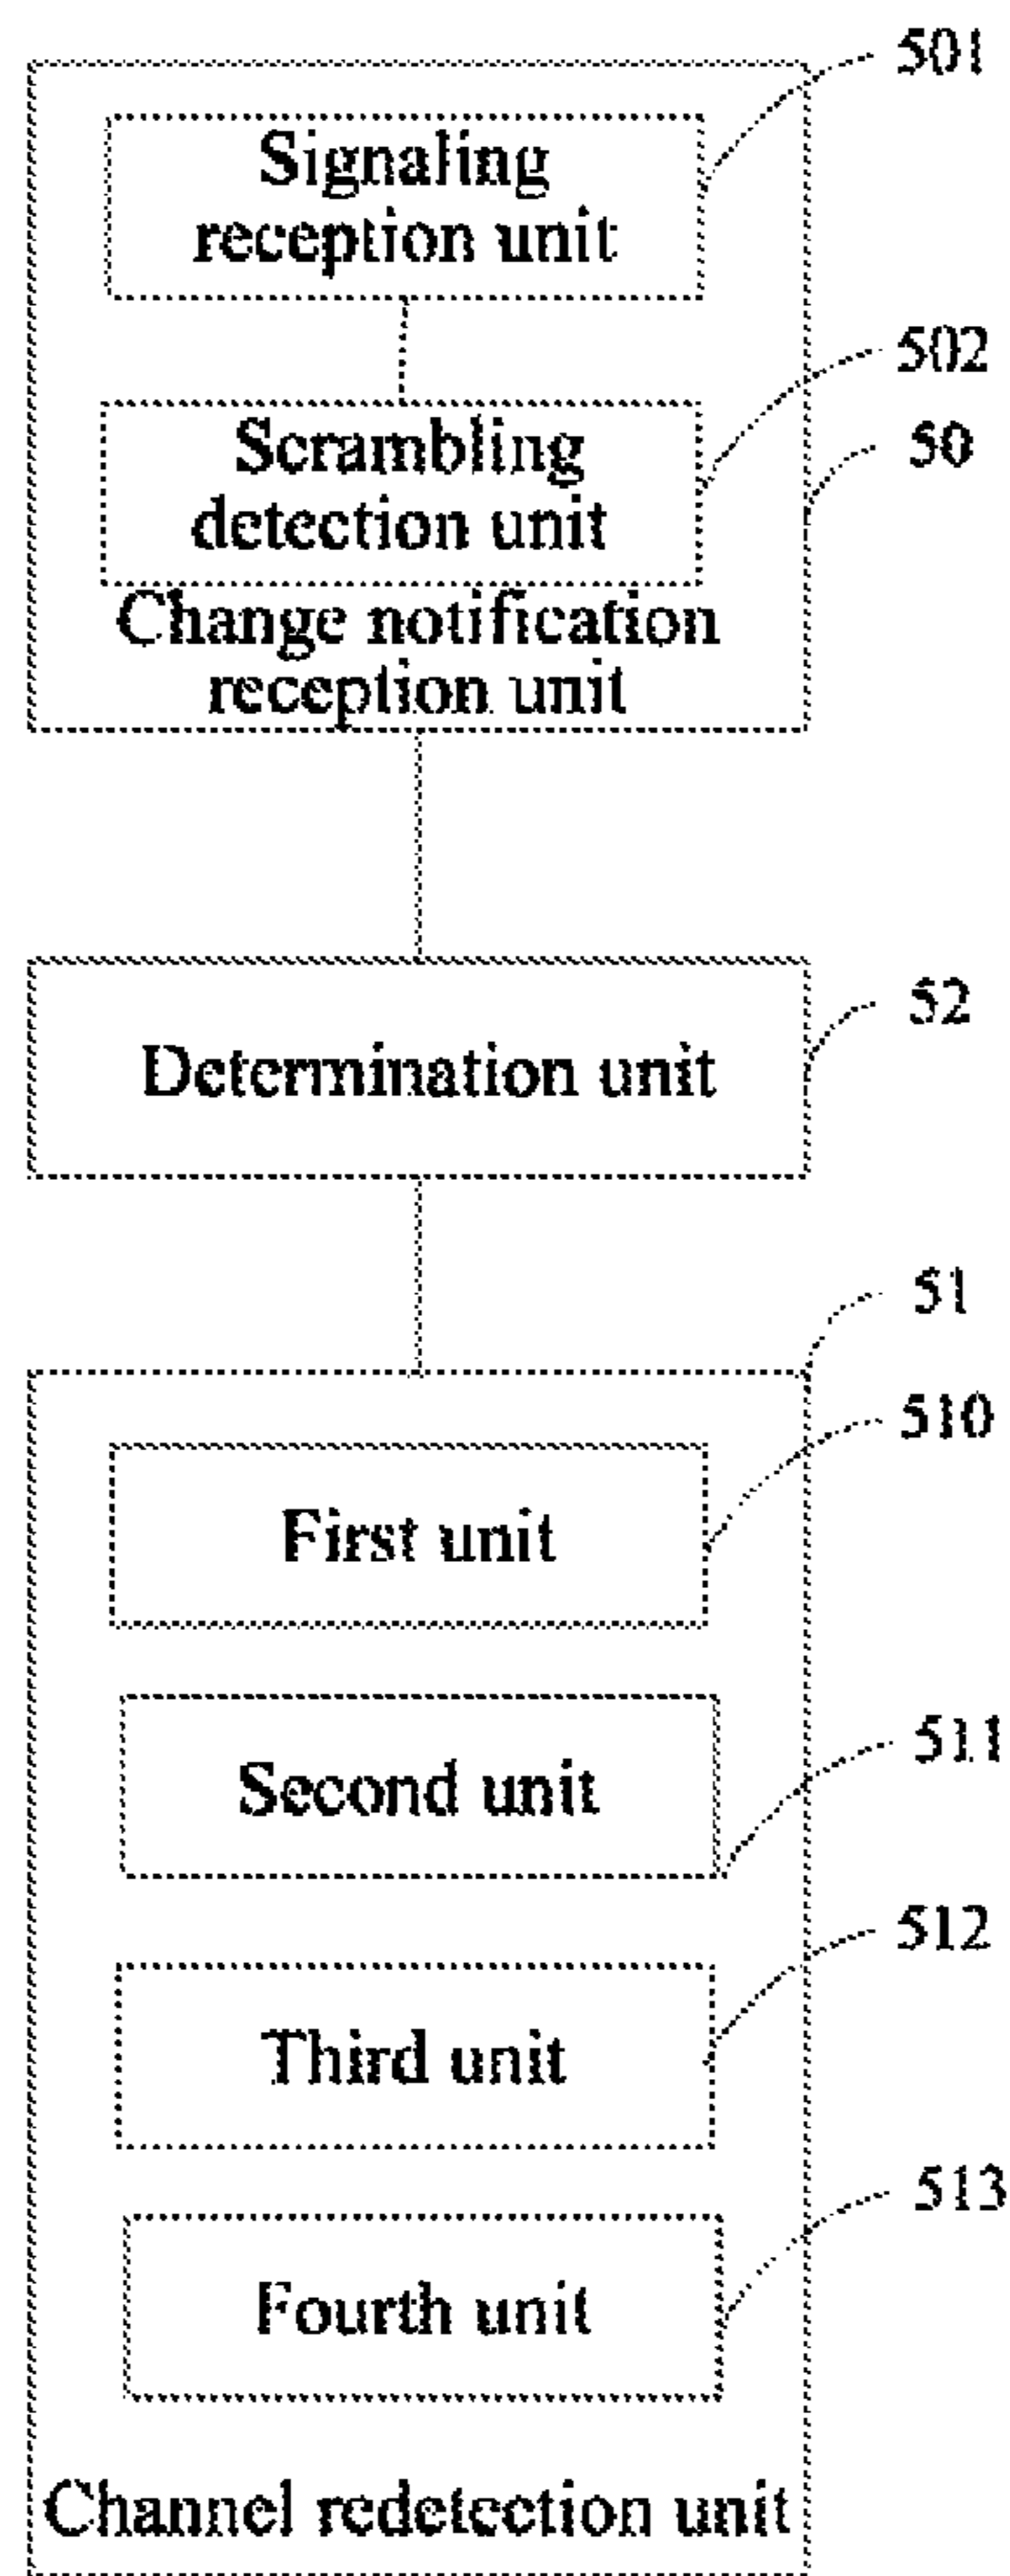 501
Signaling
reception unit
502
50
Scrambling
detection unit
Change notification
reception unit
52
Determination unit
51
510
First unit
511
Second unit
512
Third unit
513
Fourth unit
Channel redetection unit